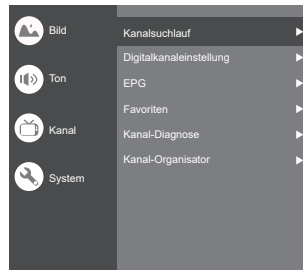 Bild
Ton
Kanal
System
Kanalsuchlauf
Digitalkanaleinstellung
EPG
Favoriten
Kanal-Diagnose
Kanal-Organisator